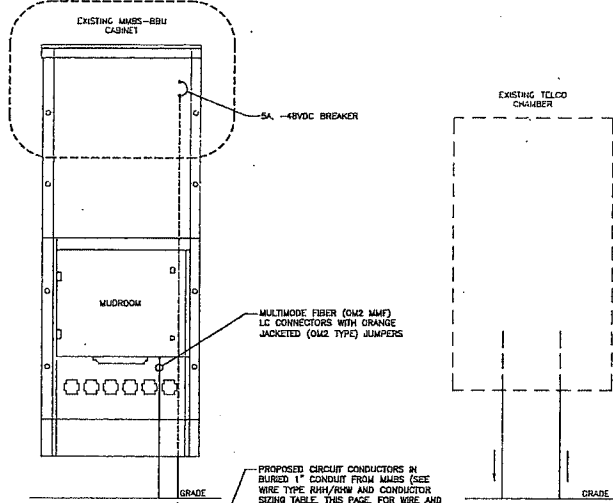 EXISTING MMBS-BBU
CABINET
5A, -48VDC BREAKER
EXISTING TELCO
CHAMBER
MUDROOM
MULTIMODE FIBER (OM2 MMF)
LC CONNECTORS WITH ORANGE
JACKETED (OM2 TYPE) JUMPERS
PROPOSED CIRCUIT CONDUCTORS IN
BURIED 1" CONDUIT FROM MMBS (SEE
WIRE TYPE RHH/RHW AND CONDUCTOR
SIZING TABLE, THIS PAGE, FOR WIRE AND
GRADE
GRADE